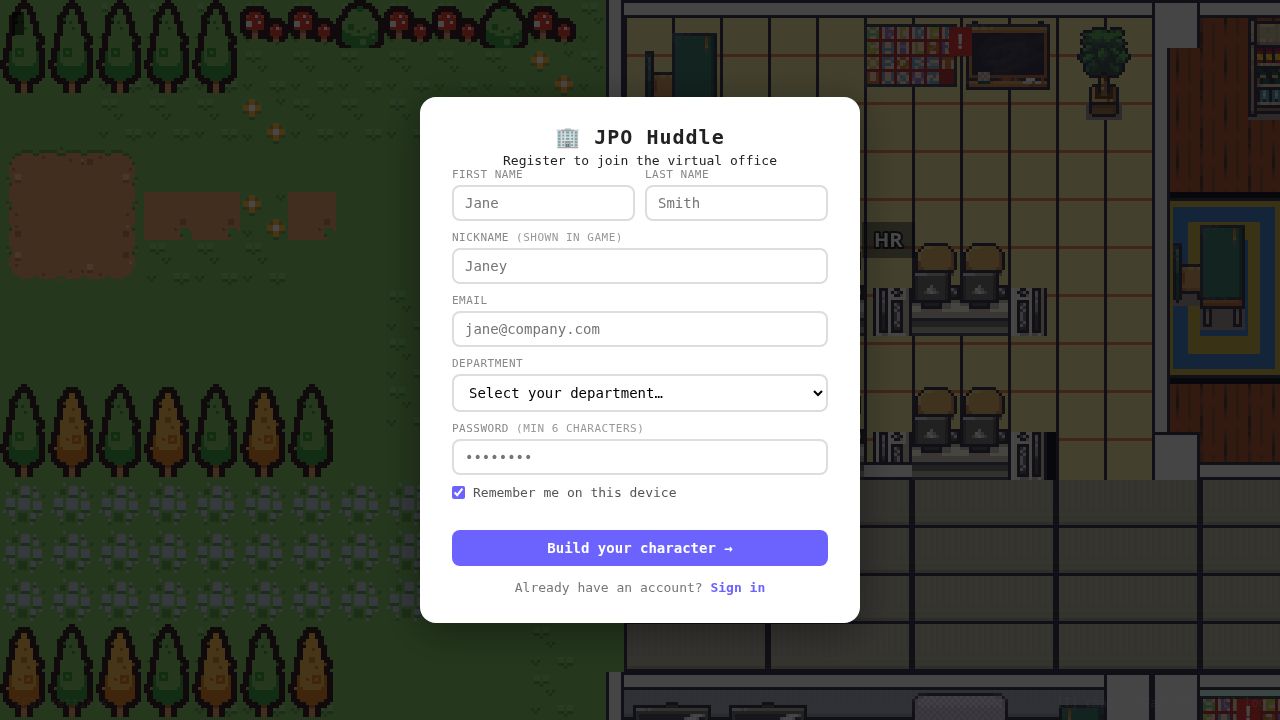 🏢 JPO Huddle
Register to join the virtual office
FIRST NAME LAST NAME
Jane Smith
NICKNAME (SHOWN IN GAME)
Janey
EMAIL
jane@company.com
DEPARTMENT
Select your department…
PASSWORD (MIN 6 CHARACTERS)
••••••••
Remember me on this device
Build your character →
Already have an account? Sign in
HR
!